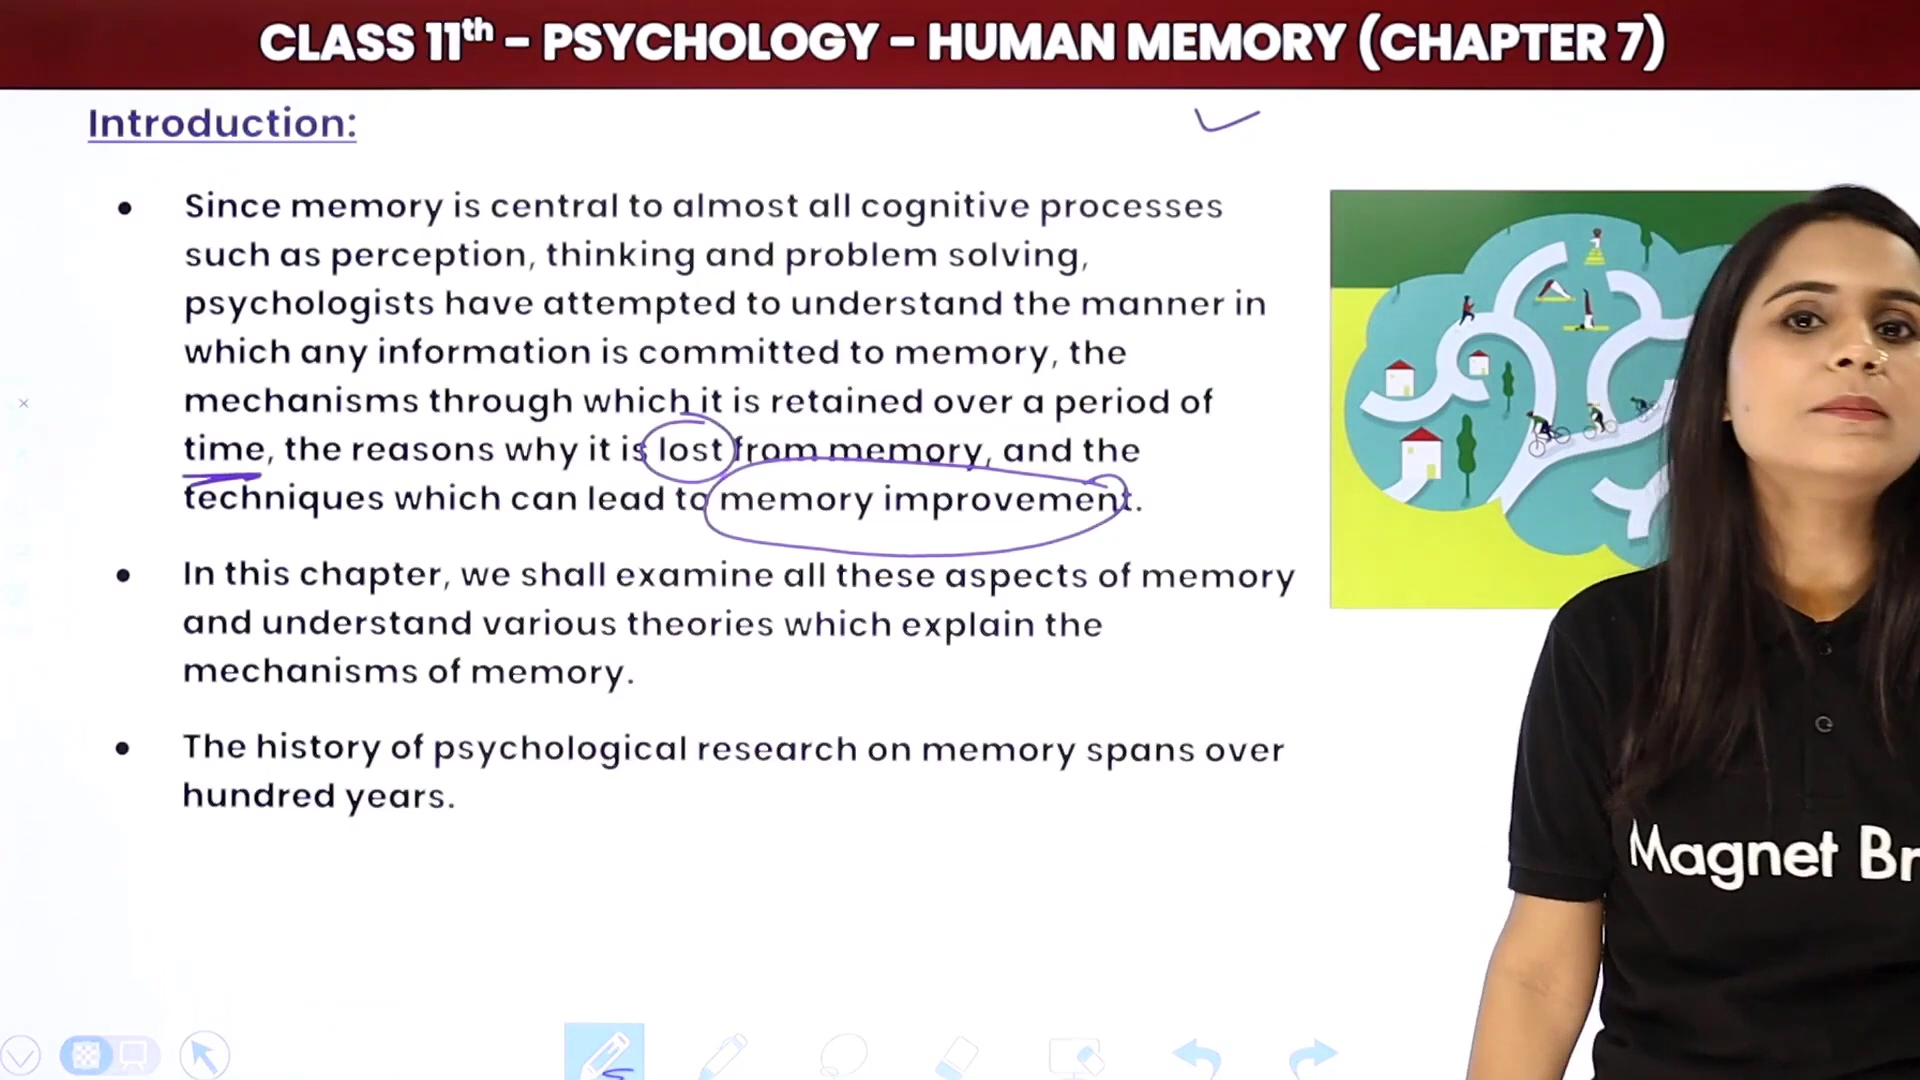 CLASS 11th - PSYCHOLOGY - HUMAN MEMORY (CHAPTER 7)
Introduction:
• Since memory is central to almost all cognitive processes
such as perception, thinking and problem solving,
psychologists have attempted to understand the manner in
which any information is committed to memory, the
mechanisms through which it is retained over a period of
time, the reasons why it is lost from memory, and the
techniques which can lead to memory improvement.
• In this chapter, we shall examine all these aspects of memory
and understand various theories which explain the
mechanisms of memory.
• The history of psychological research on memory spans over
hundred years.
Magnet Br